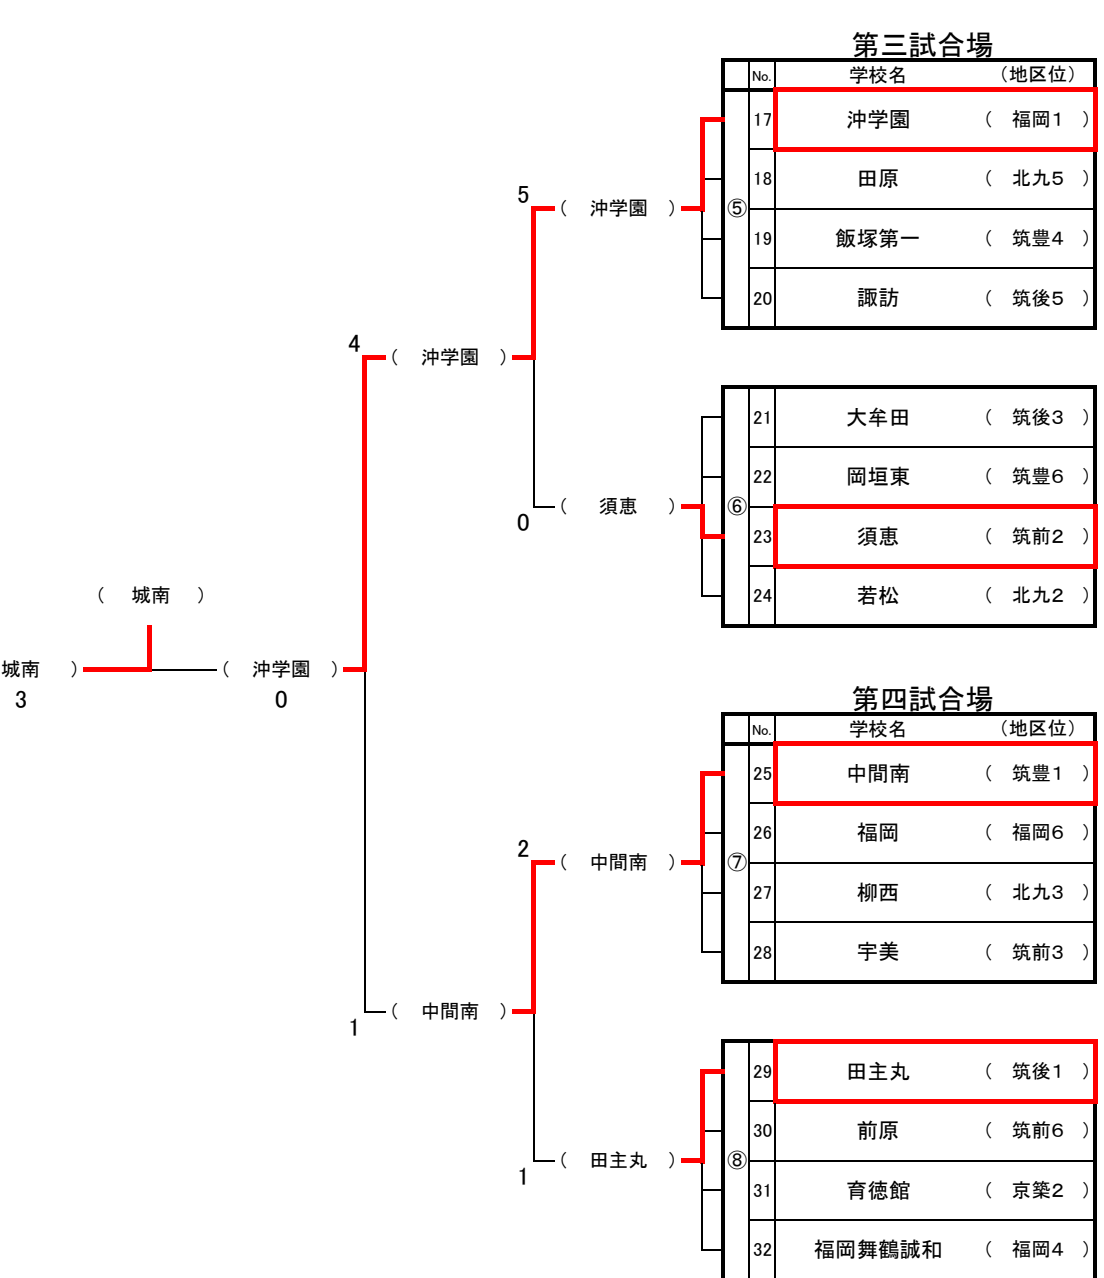 第三試合場
No. 学校名 （地区位）
17 沖学園 （ 福岡1 ）
18 田原 （ 北九5 ）
⑤
19 飯塚第一 （ 筑豊4 ）
20 諏訪 （ 筑後5 ）
5
（ 沖学園 ）
4
（ 沖学園 ）
21 大牟田 （ 筑後3 ）
22 岡垣東 （ 筑豊6 ）
⑥
23 須恵 （ 筑前2 ）
24 若松 （ 北九2 ）
（ 須恵 ）
0
（ 城南 ）
城南 ）
3
（ 沖学園 ）
0
第四試合場
No. 学校名 （地区位）
25 中間南 （ 筑豊1 ）
26 福岡 （ 福岡6 ）
⑦
27 柳西 （ 北九3 ）
28 宇美 （ 筑前3 ）
2
（ 中間南 ）
（ 中間南 ）
1
29 田主丸 （ 筑後1 ）
30 前原 （ 筑前6 ）
⑧
31 育徳館 （ 京築2 ）
32 福岡舞鶴誠和 （ 福岡4 ）
（ 田主丸 ）
1